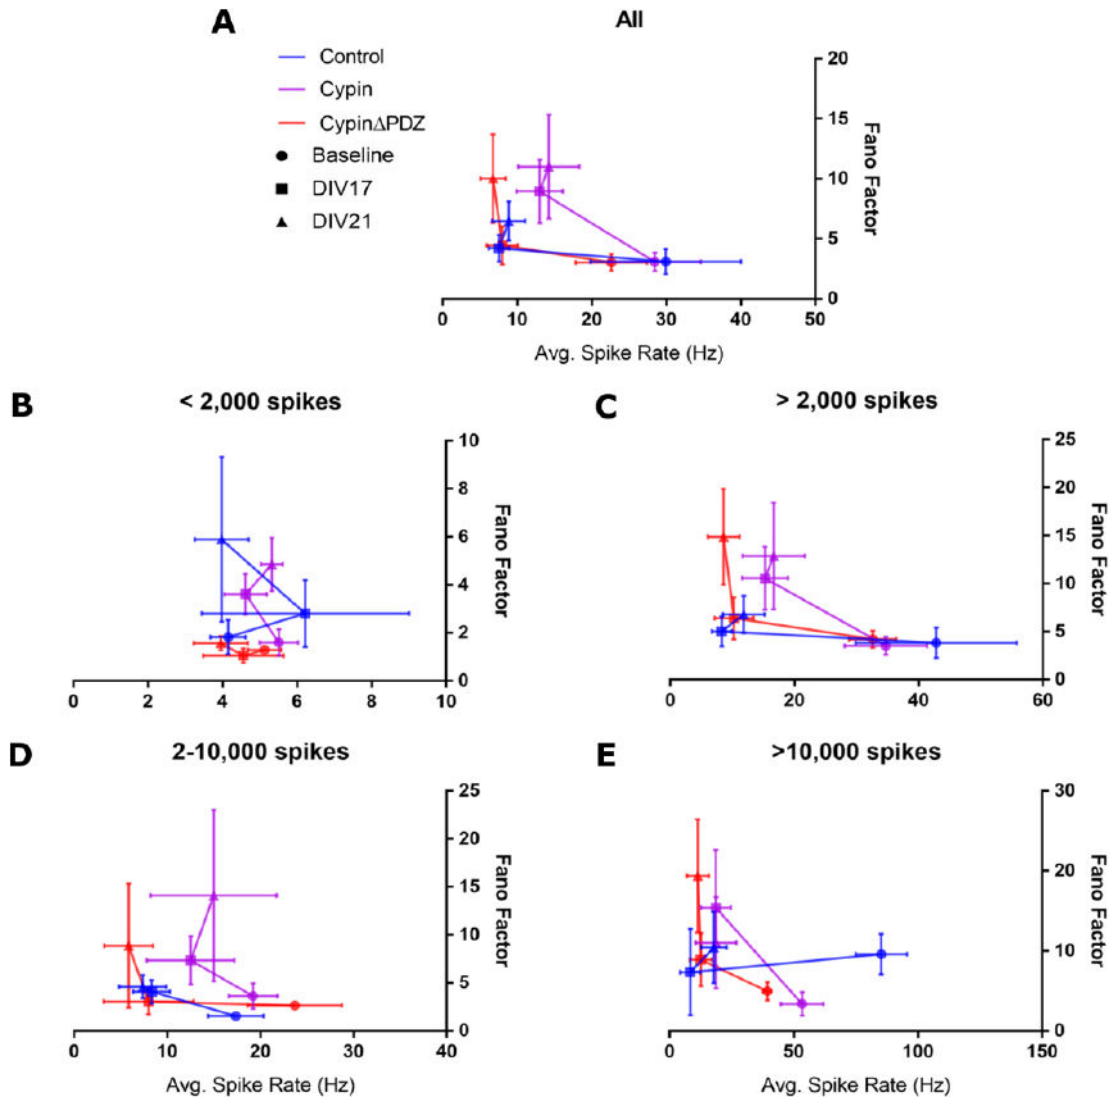 A
All
Control
Cypin
CypinΔPDZ
Baseline
DIV17
DIV21
20
15
10
5
0
Fano Factor
0 10 20 30 40 50
Avg. Spike Rate (Hz)
B
< 2,000 spikes
10
8
6
4
2
0
Fano Factor
0 2 4 6 8 10
C
> 2,000 spikes
25
20
15
10
5
0
Fano Factor
0 20 40 60
D
2-10,000 spikes
25
20
15
10
5
0
Fano Factor
0 10 20 30 40
Avg. Spike Rate (Hz)
E
>10,000 spikes
30
20
10
0
Fano Factor
0 50 100 150
Avg. Spike Rate (Hz)